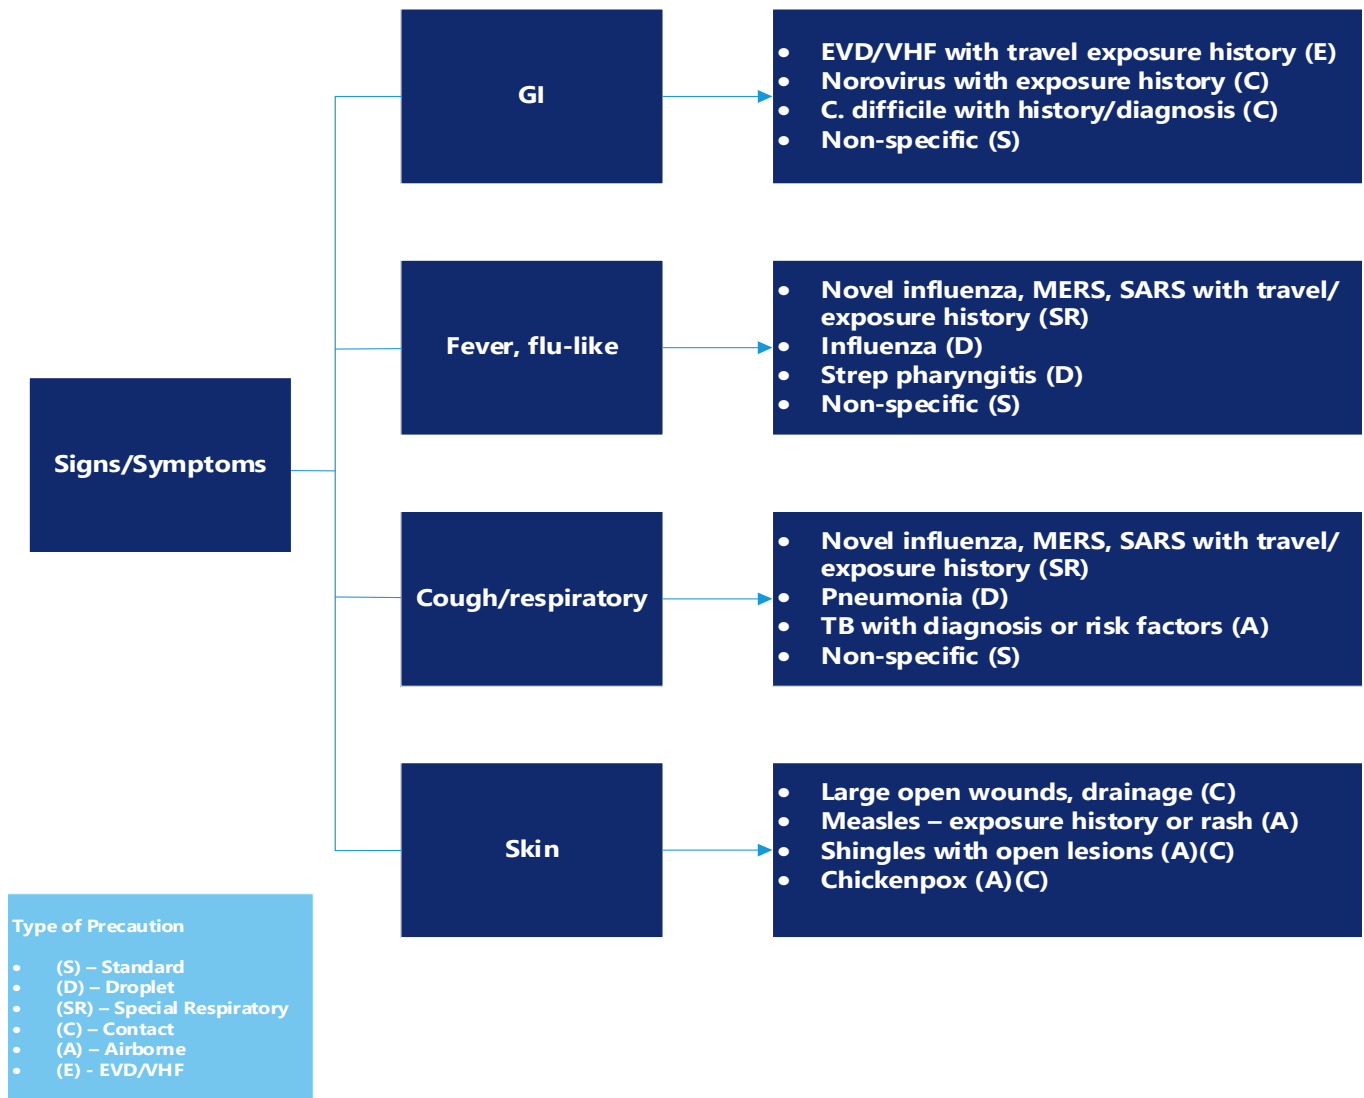 GI
• EVD/VHF with travel exposure history (E)
• Norovirus with exposure history (C)
• C. difficile with history/diagnosis (C)
• Non-specific (S)
Fever, flu-like
• Novel influenza, MERS, SARS with travel/
exposure history (SR)
• Influenza (D)
• Strep pharyngitis (D)
• Non-specific (S)
Signs/Symptoms
Cough/respiratory
• Novel influenza, MERS, SARS with travel/
exposure history (SR)
• Pneumonia (D)
• TB with diagnosis or risk factors (A)
• Non-specific (S)
Skin
• Large open wounds, drainage (C)
• Measles – exposure history or rash (A)
• Shingles with open lesions (A)(C)
• Chickenpox (A)(C)
Type of Precaution
• (S) – Standard
• (D) – Droplet
• (SR) – Special Respiratory
• (C) – Contact
• (A) – Airborne
• (E) - EVD/VHF